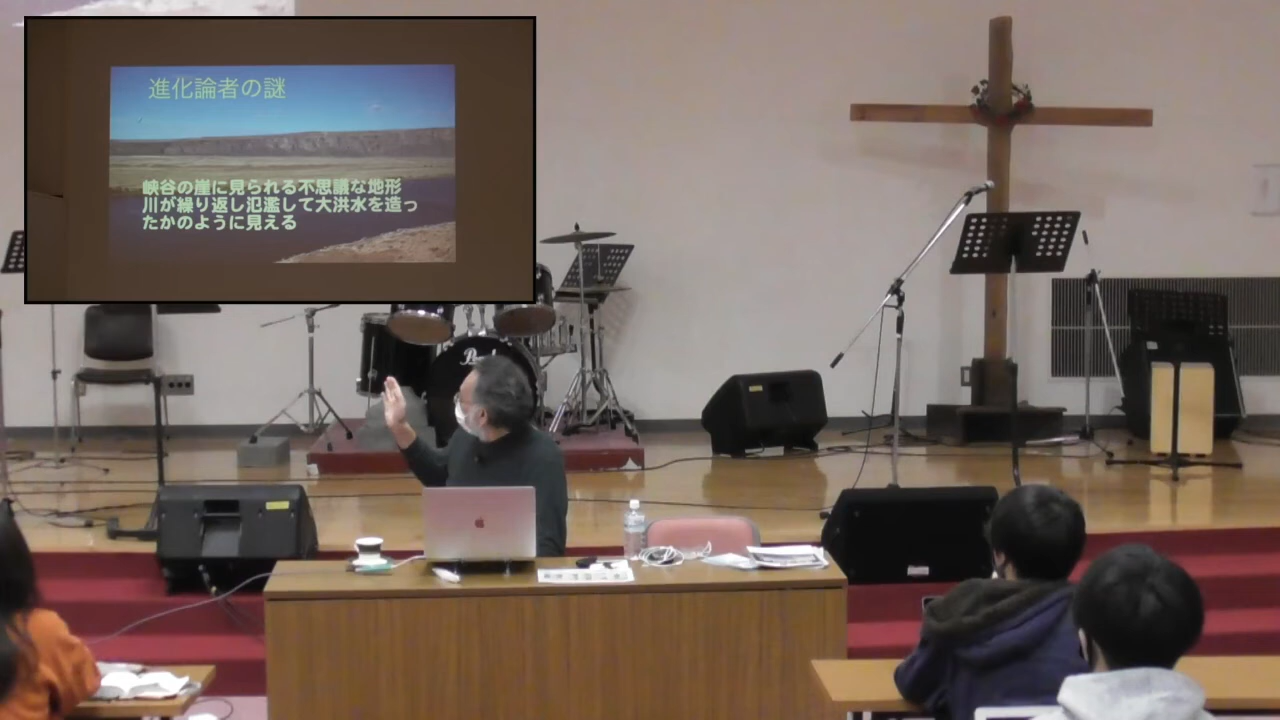 進化論者の謎
峡谷の崖に見られる不思議な地形
川が繰り返し氾濫して大洪水を造っ
たかのように見える